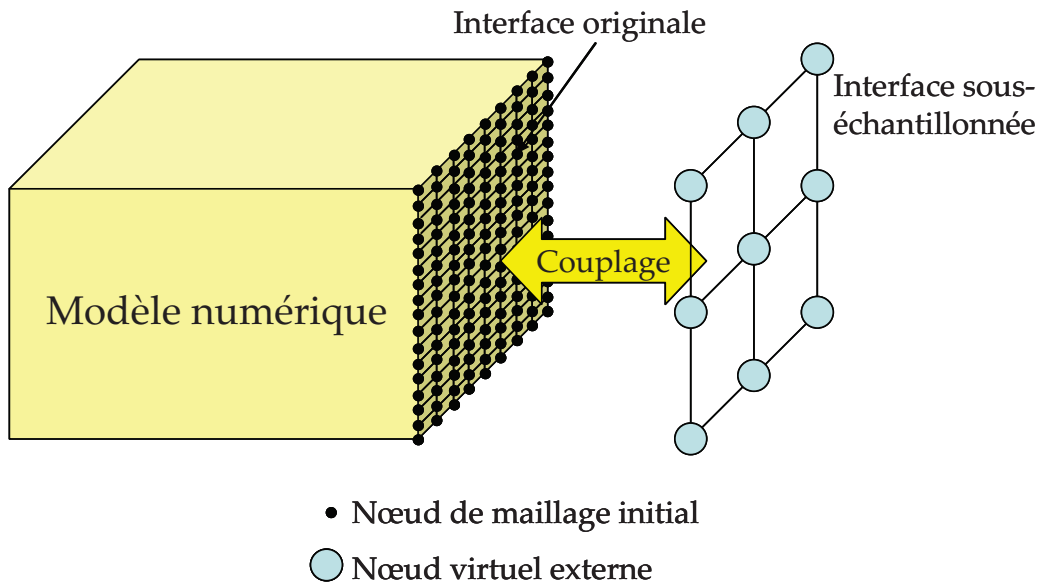 Interface originale
Interface sous-
échantillonnée
Couplage
Modèle numérique
Nœud de maillage initial
Nœud virtuel externe